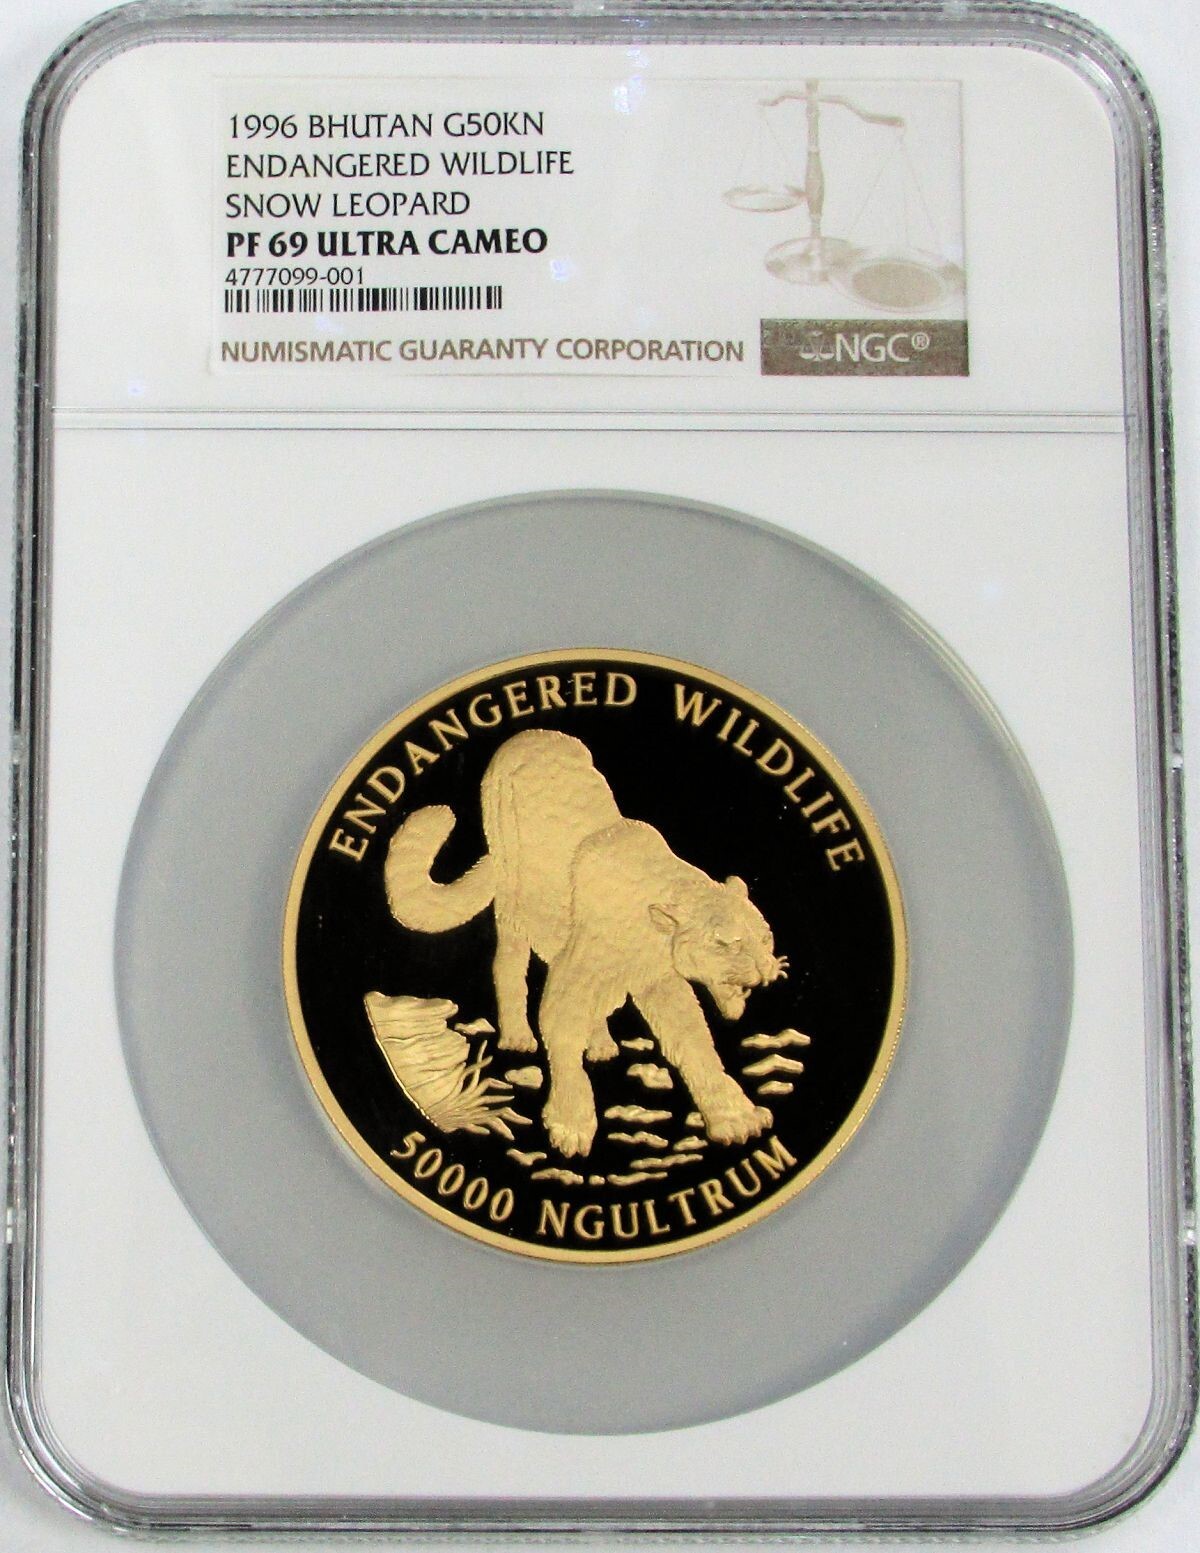 1996 BHUTAN G50KN
ENDANGERED WILDLIFE
SNOW LEOPARD
PF 69 ULTRA CAMEO
4777099-001
NUMISMATIC GUARANTY CORPORATION
NGC®
ENDANGERED WILDLIFE
50000 NGULTRUM